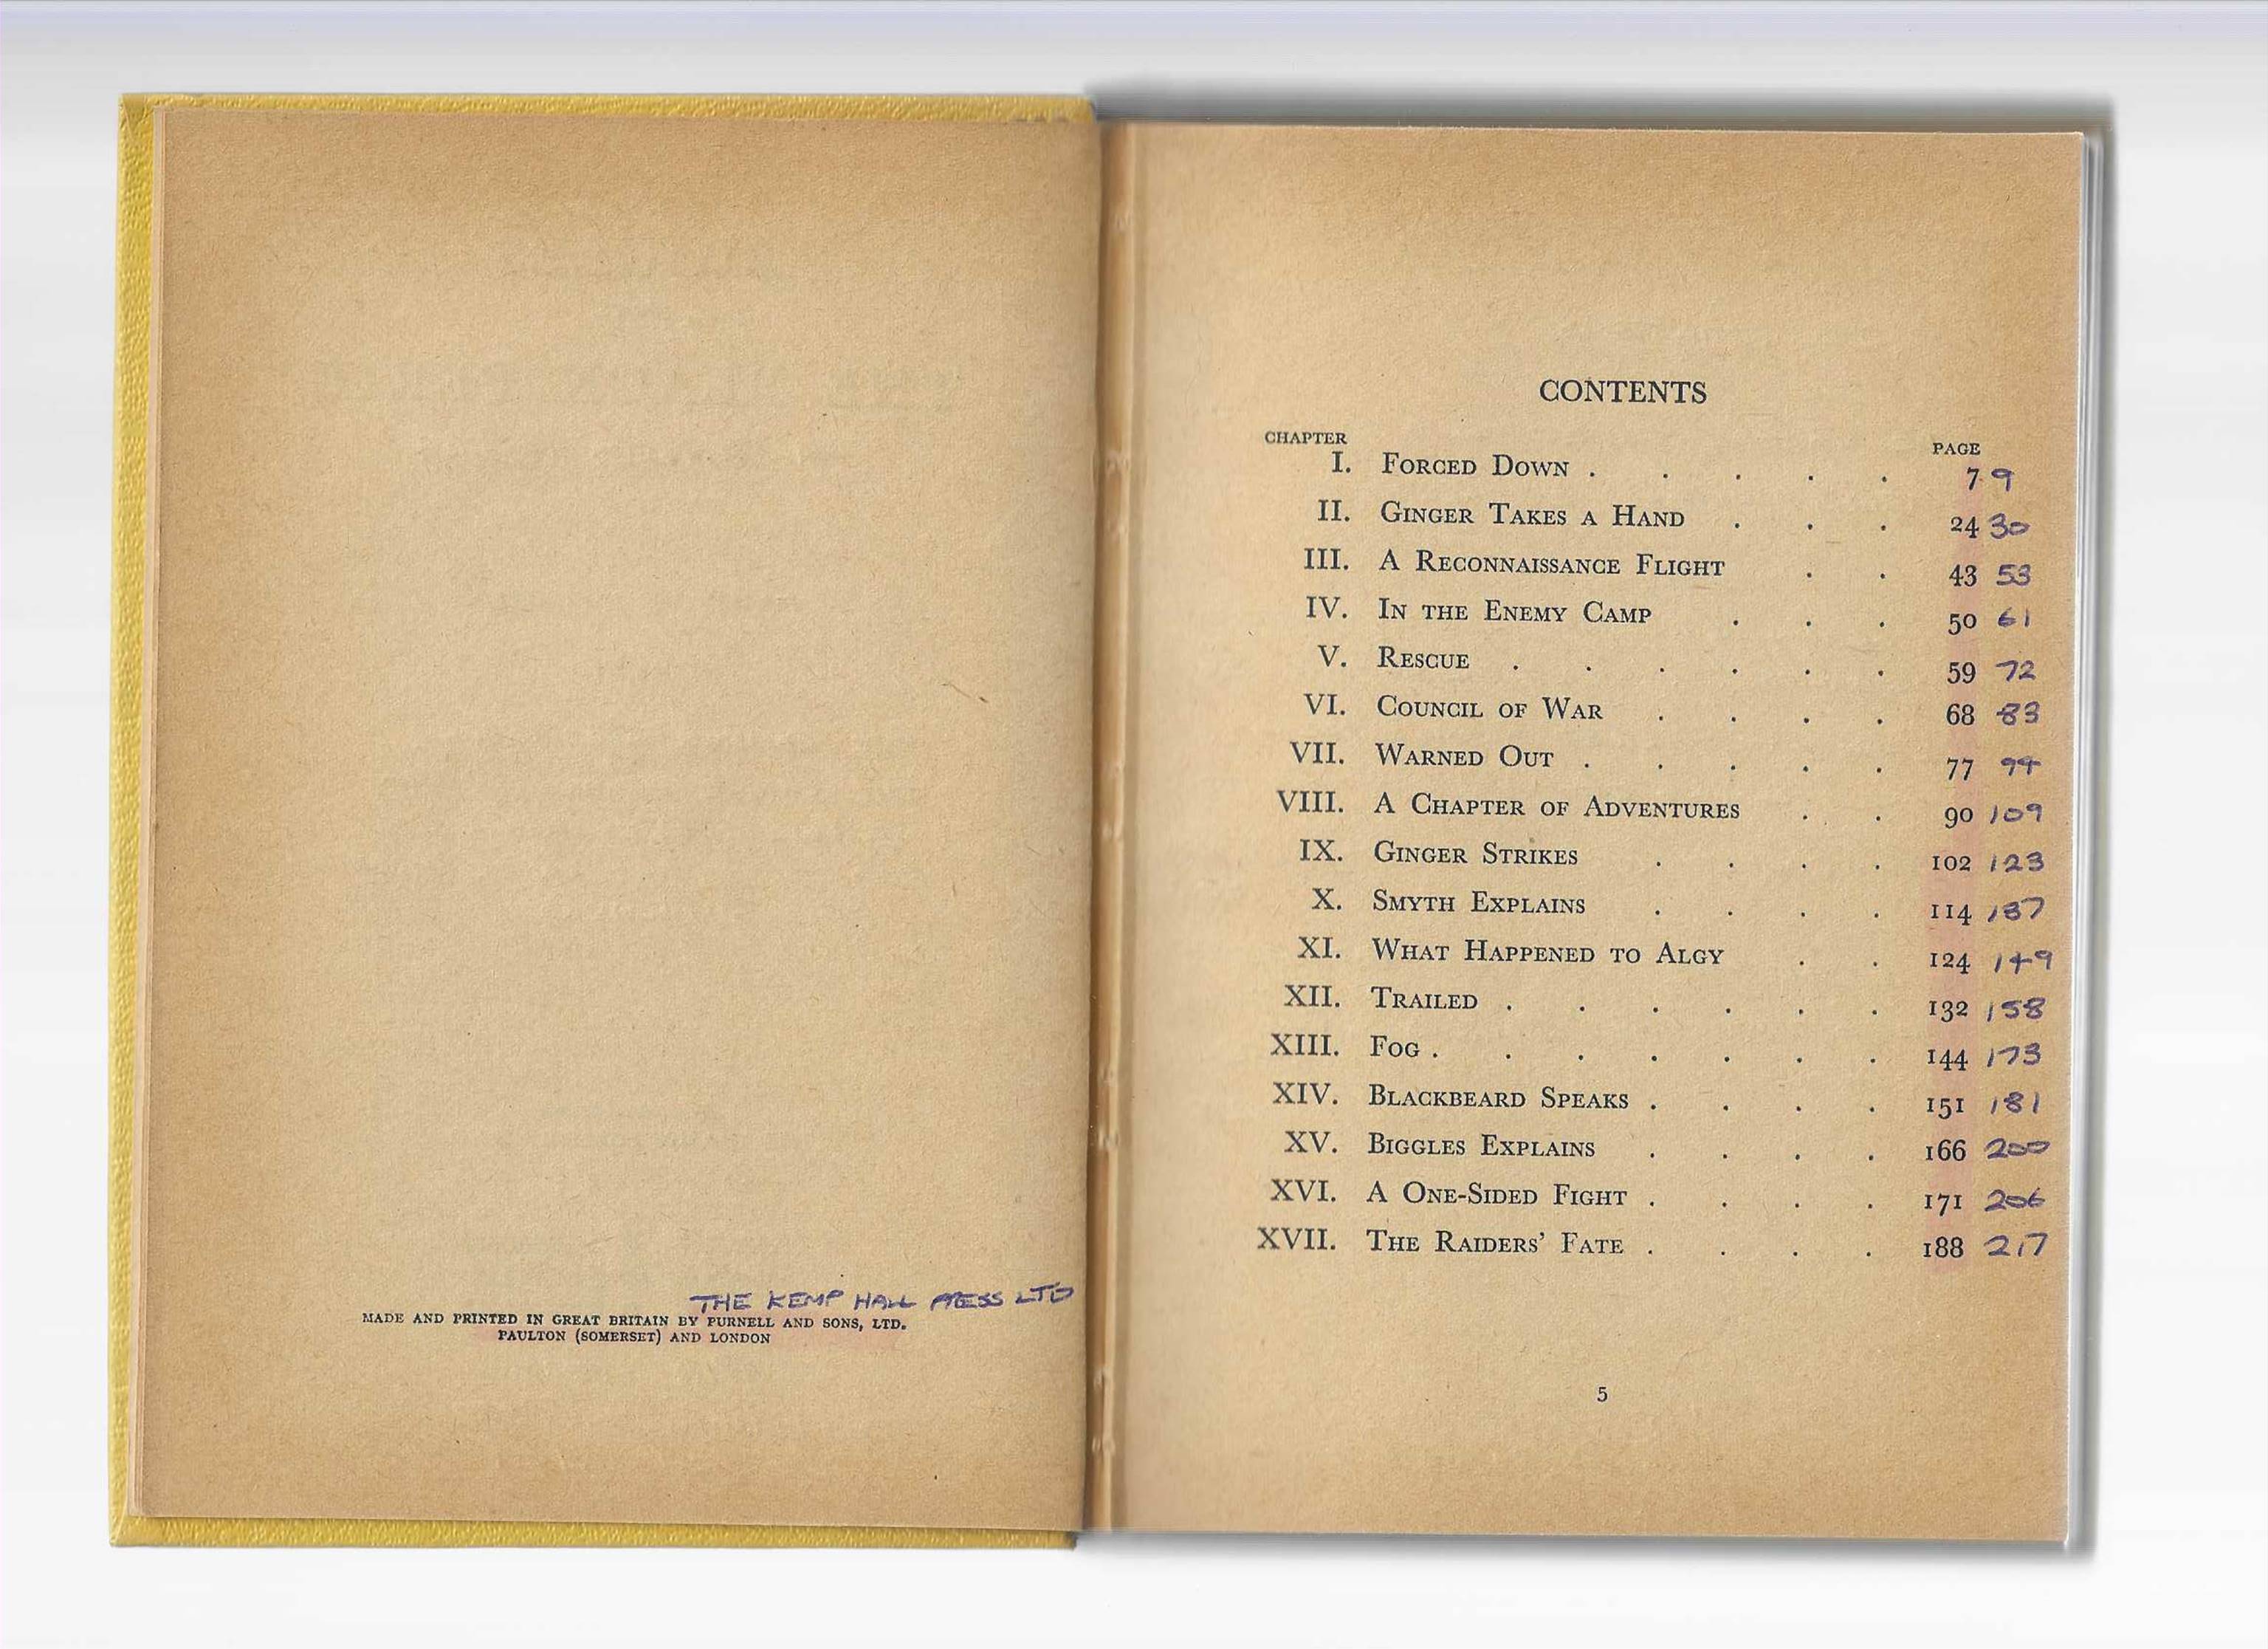 THE KEMP HALL PRESS LTD
MADE AND PRINTED IN GREAT BRITAIN BY PURNELL AND SONS, LTD.
PAULTON (SOMERSET) AND LONDON
CONTENTS
CHAPTER PAGE
I. FORCED DOWN . . . . . 7 9
II. GINGER TAKES A HAND . . . 24 30
III. A RECONNAISSANCE FLIGHT . . 43 53
IV. IN THE ENEMY CAMP . . . 50 61
V. RESCUE . . . . . . 59 72
VI. COUNCIL OF WAR . . . . 68 83
VII. WARNED OUT . . . . . 77 94
VIII. A CHAPTER OF ADVENTURES . . 90 109
IX. GINGER STRIKES . . . . 102 123
X. SMYTH EXPLAINS . . . . 114 137
XI. WHAT HAPPENED TO ALGY . . 124 149
XII. TRAILED . . . . . . 132 158
XIII. FOG . . . . . . . 144 173
XIV. BLACKBEARD SPEAKS . . . . 151 181
XV. BIGGLES EXPLAINS . . . . 166 200
XVI. A ONE-SIDED FIGHT . . . . 171 206
XVII. THE RAIDERS' FATE . . . . 188 217
5